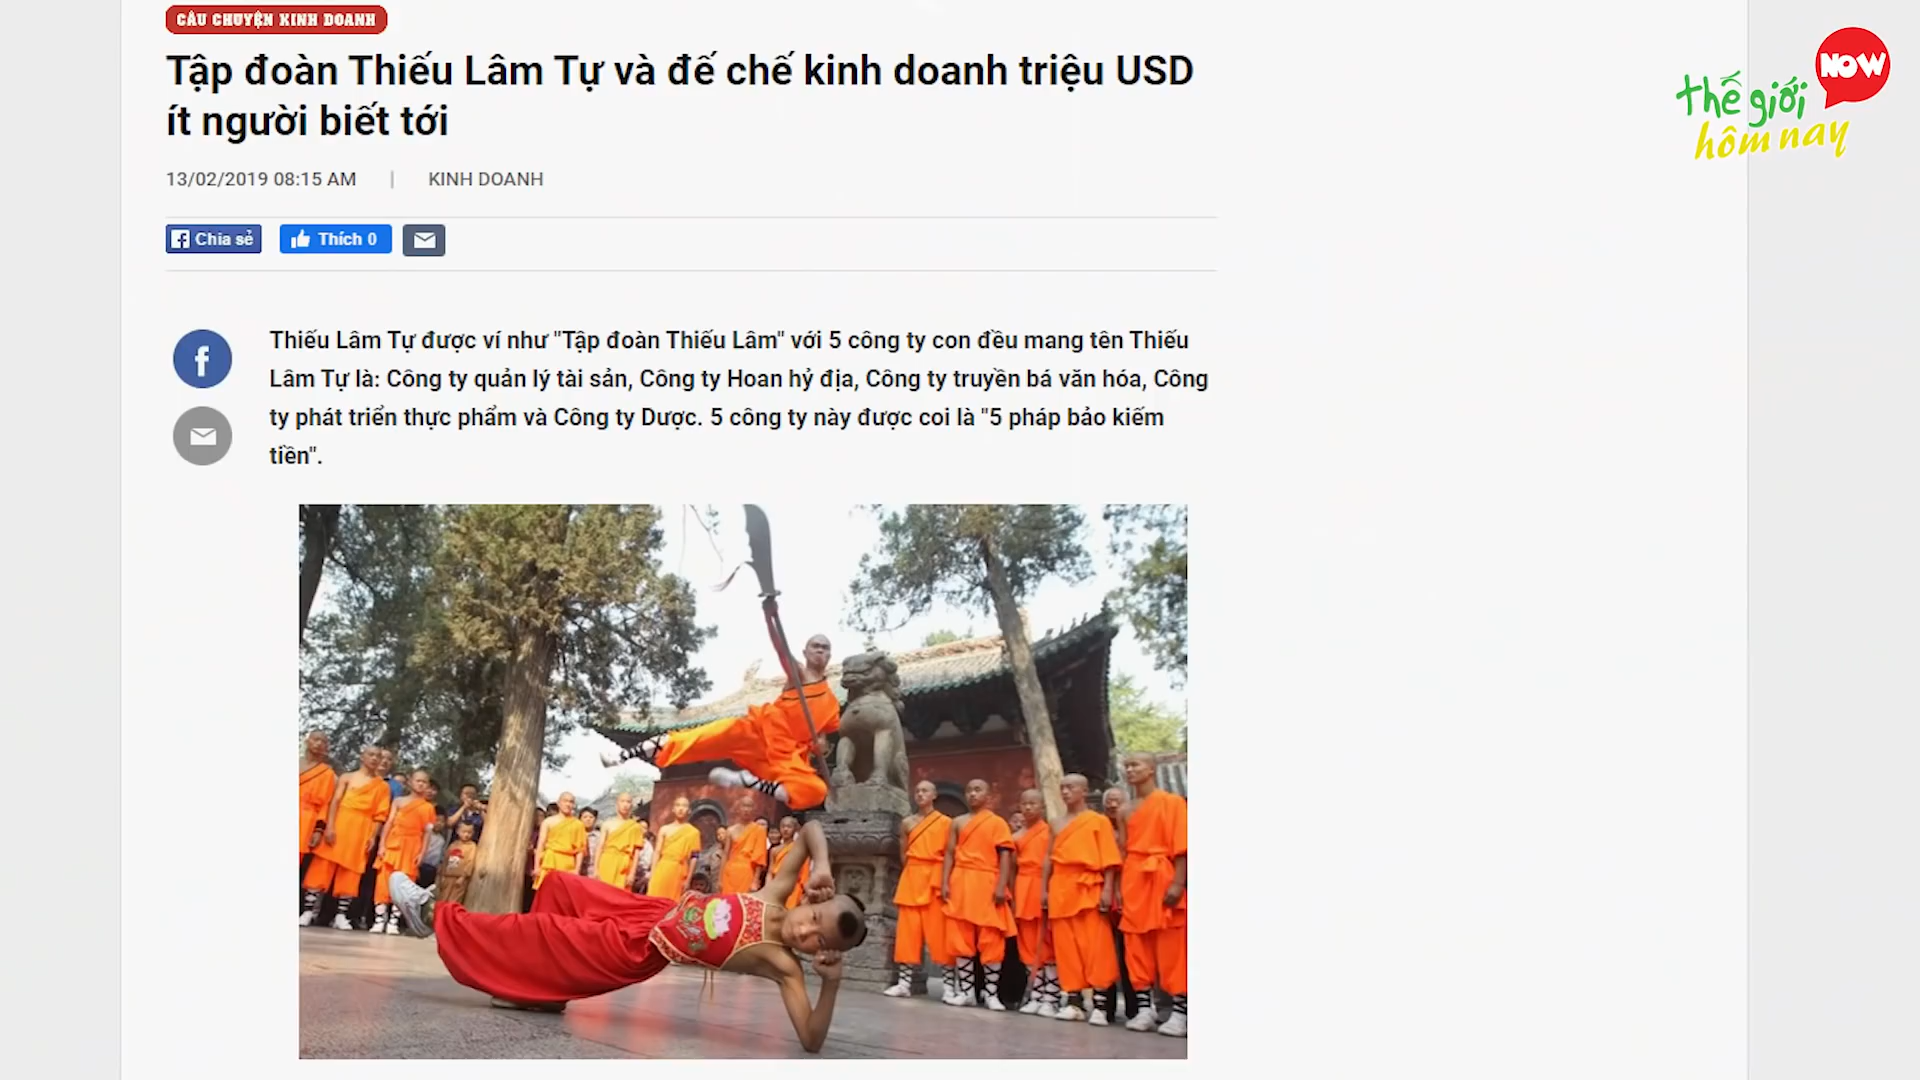 CÂU CHUYỆN KINH DOANH
Tập đoàn Thiếu Lâm Tự và đế chế kinh doanh triệu USD
ít người biết tới
13/02/2019 08:15 AM | KINH DOANH
Chia sẻ Thích 0
Thiếu Lâm Tự được ví như "Tập đoàn Thiếu Lâm" với 5 công ty con đều mang tên Thiếu
Lâm Tự là: Công ty quản lý tài sản, Công ty Hoan hỷ địa, Công ty truyền bá văn hóa, Công
ty phát triển thực phẩm và Công ty Dược. 5 công ty này được coi là "5 pháp bảo kiếm
tiền".
NOW
thế giới
hôm nay